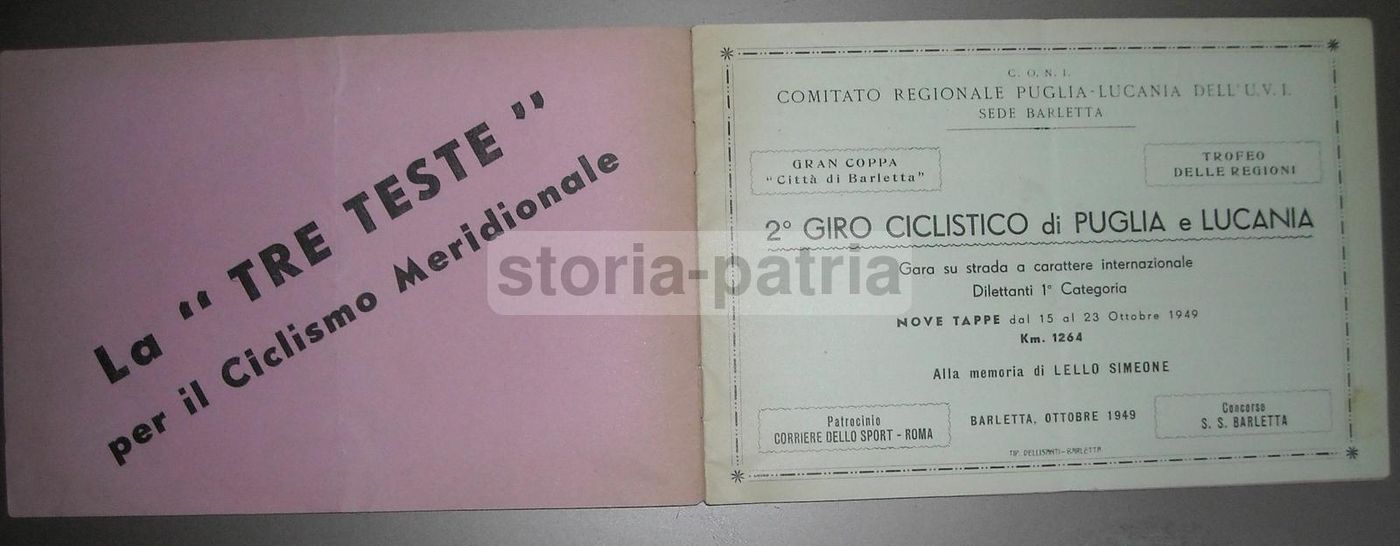 La “ TRE TESTE ”
per il Ciclismo Meridionale
C. O. N. I.
COMITATO REGIONALE PUGLIA-LUCANIA DELL'U.V.I.
SEDE BARLETTA
GRAN COPPA
"Città di Barletta"
TROFEO
DELLE REGIONI
2° GIRO CICLISTICO di PUGLIA e LUCANIA
Gara su strada a carattere internazionale
Dilettanti 1ª Categoria
NOVE TAPPE dal 15 al 23 Ottobre 1949
Km. 1264
Alla memoria di LELLO SIMEONE
Patrocinio
CORRIERE DELLO SPORT - ROMA
BARLETTA, OTTOBRE 1949
Concorso
S. S. BARLETTA
TIP. DELLISANTI-BARLETTA
storia-patria